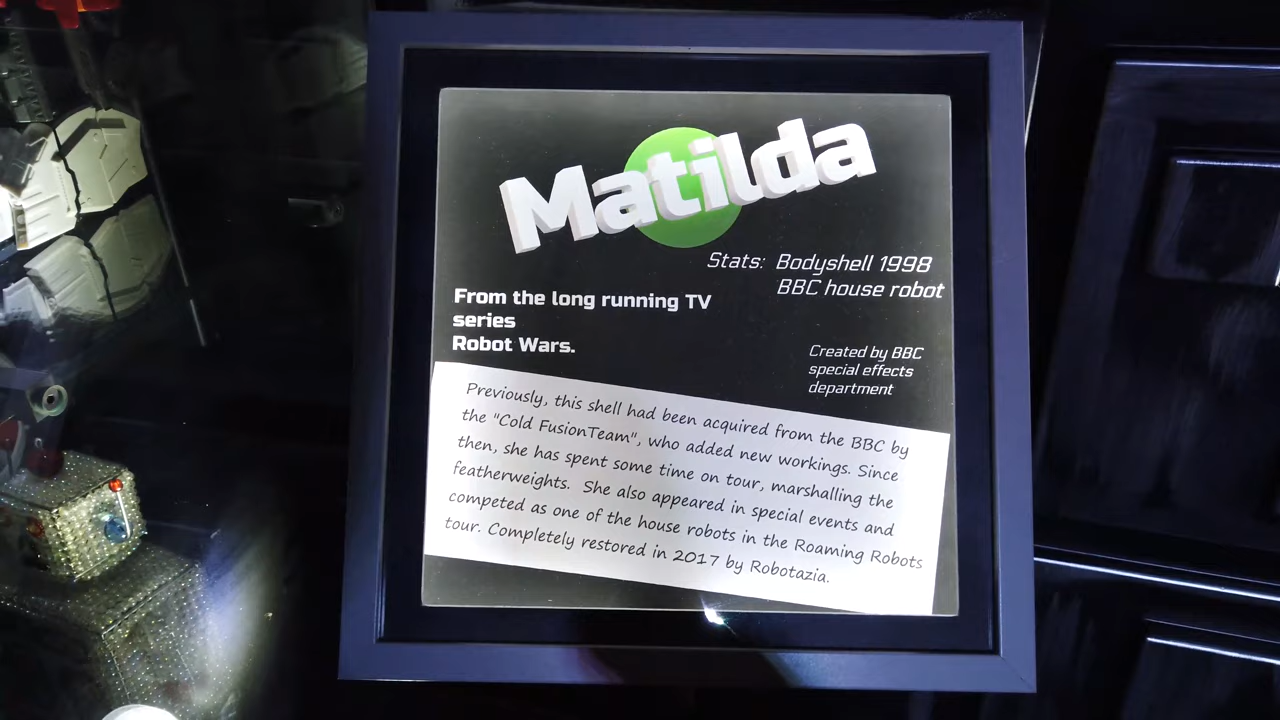 Matilda
Stats: Bodyshell 1998
BBC house robot
From the long running TV
series
Robot Wars.
Created by BBC
special effects
department
Previously, this shell had been acquired from the BBC by
the "Cold FusionTeam", who added new workings. Since
then, she has spent some time on tour, marshalling the
featherweights. She also appeared in special events and
competed as one of the house robots in the Roaming Robots
tour. Completely restored in 2017 by Robotazia.